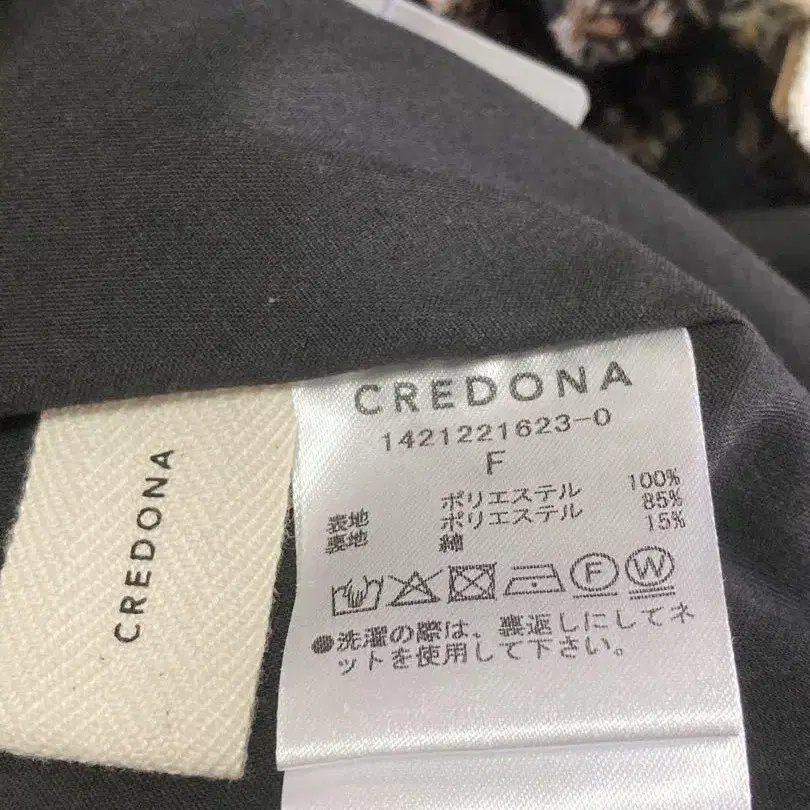 CREDONA
CREDONA
1421221623-0
F
表地 ポリエステル 100%
裏地 ポリエステル 85%
綿 15%
F W
●洗濯の際は、裏返しにしてネ
ットを使用して下さい。